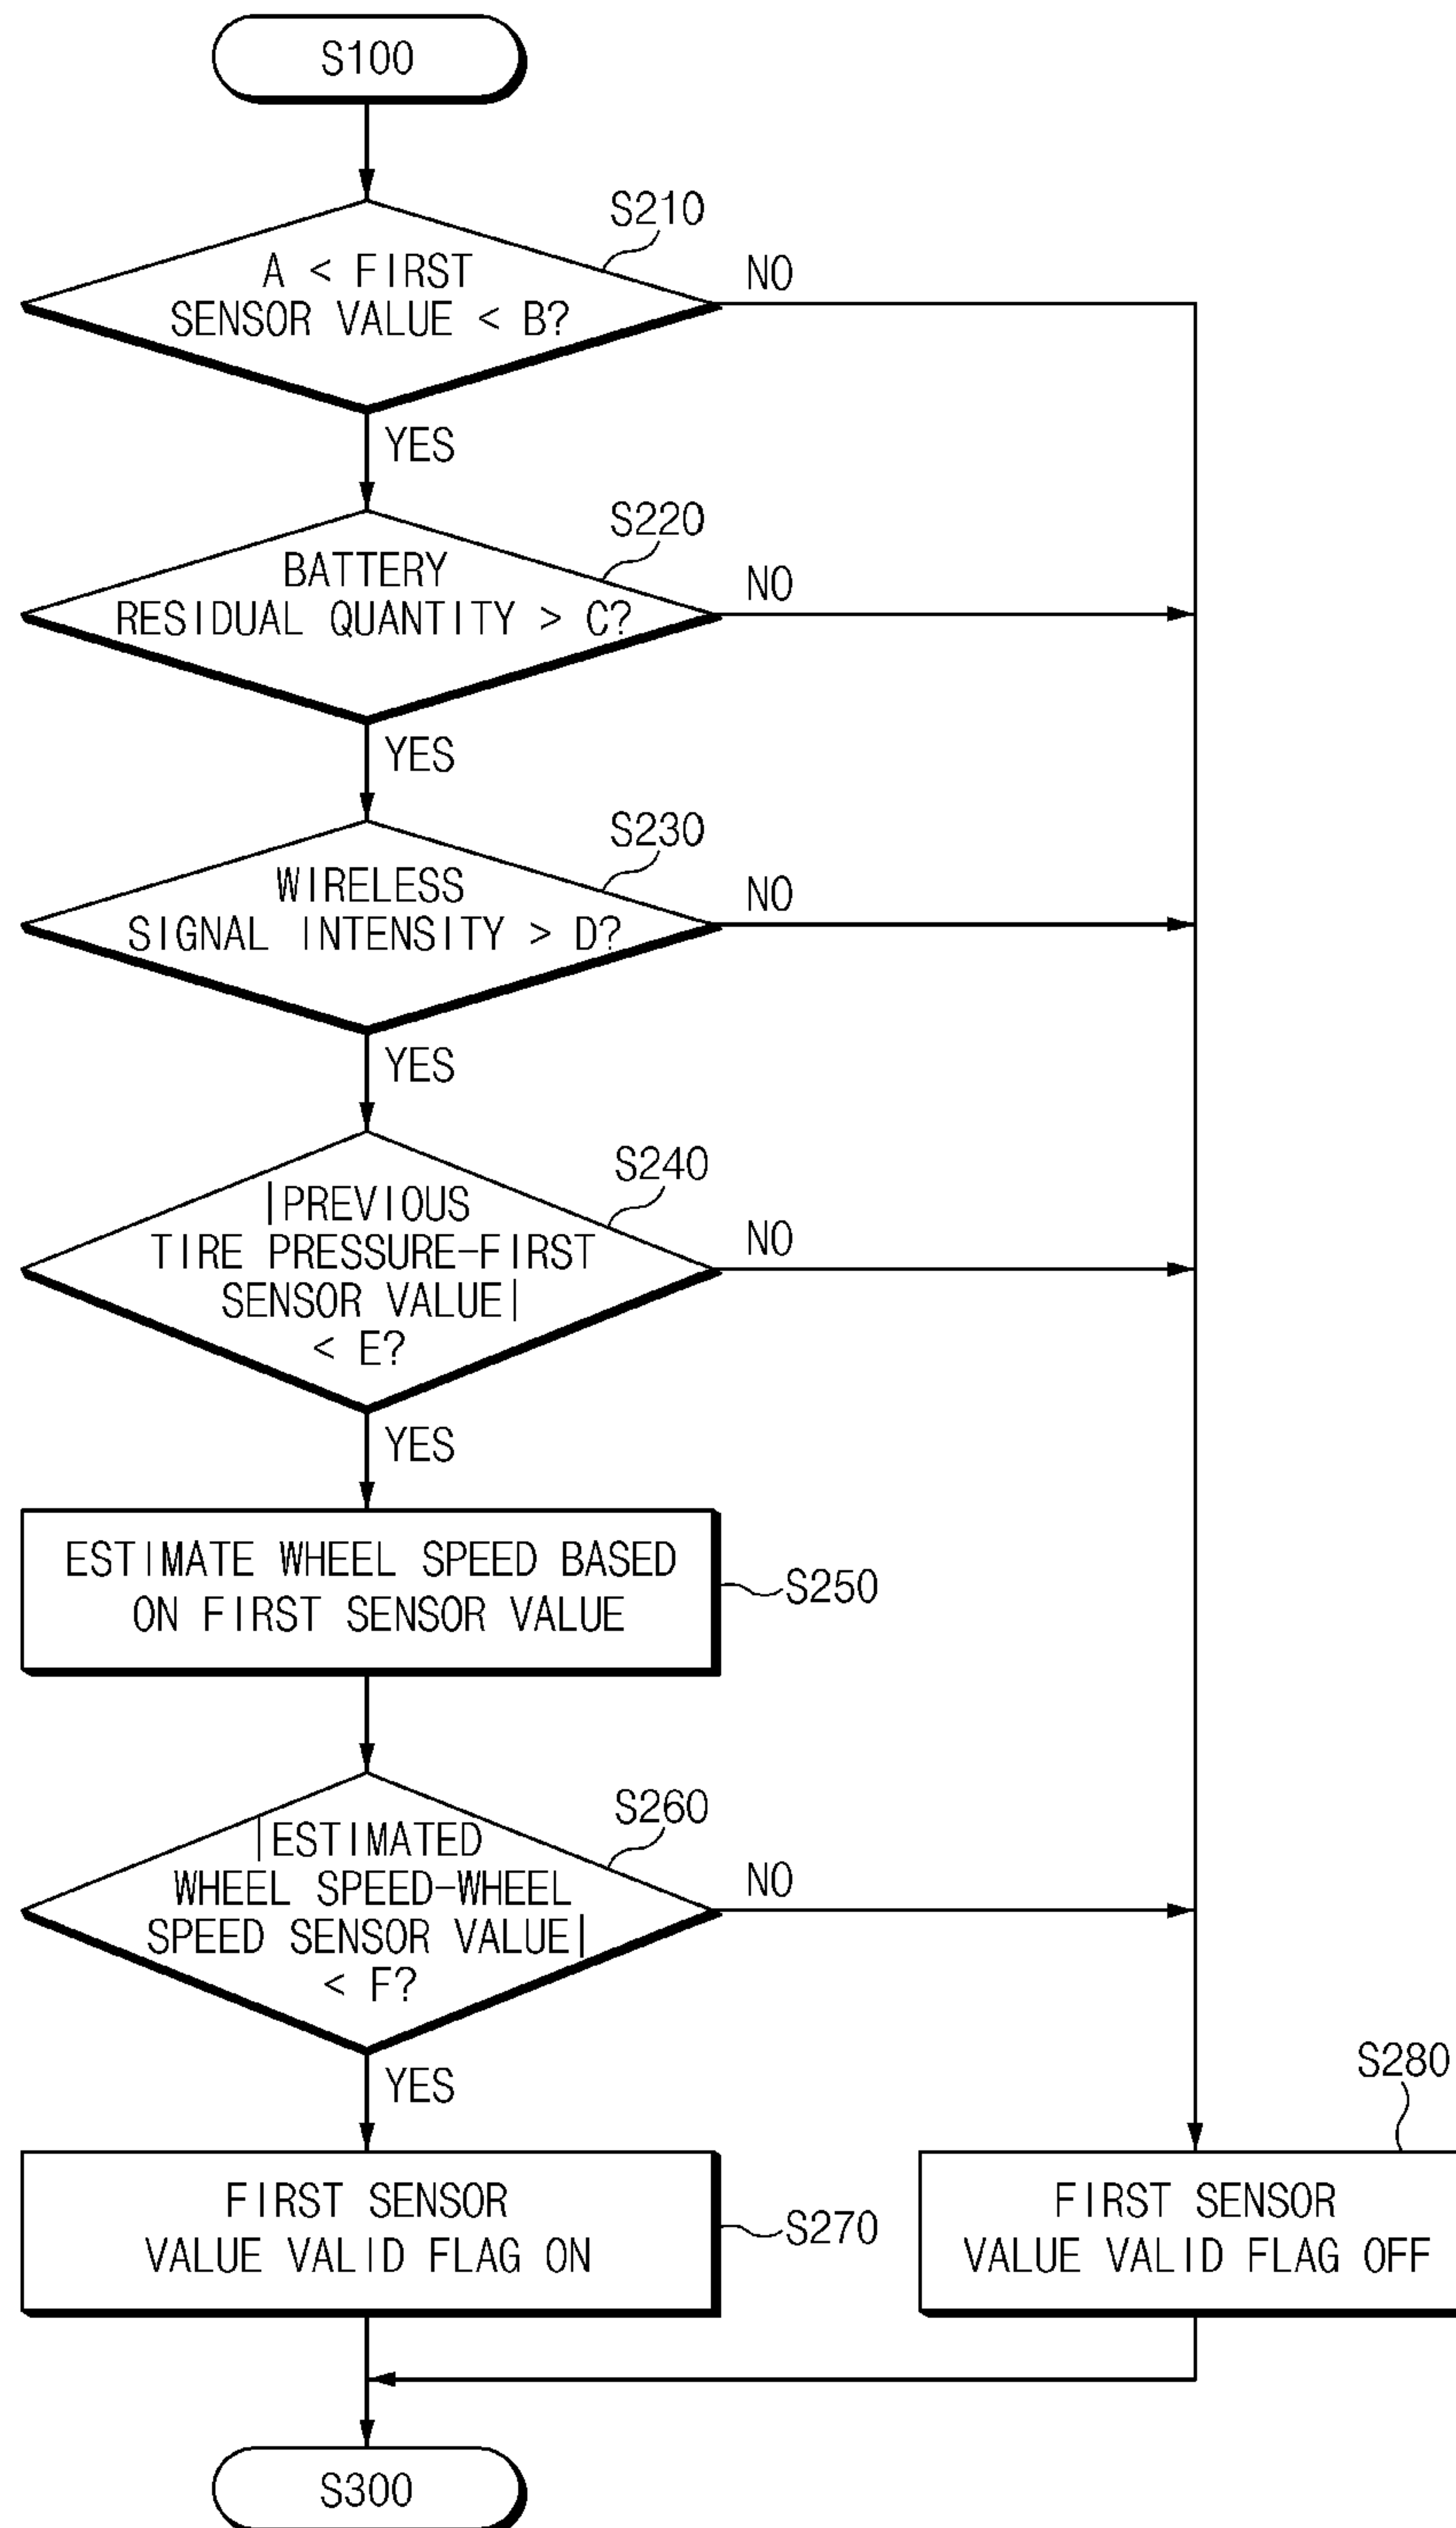 S100
S210
A < FIRST
SENSOR VALUE < B?
NO
YES
S220
BATTERY
RESIDUAL QUANTITY > C?
NO
YES
S230
WIRELESS
SIGNAL INTENSITY > D?
NO
YES
S240
|PREVIOUS
TIRE PRESSURE-FIRST
SENSOR VALUE|
< E?
NO
YES
ESTIMATE WHEEL SPEED BASED
ON FIRST SENSOR VALUE
S250
S260
|ESTIMATED
WHEEL SPEED-WHEEL
SPEED SENSOR VALUE|
< F?
NO
YES
FIRST SENSOR
VALUE VALID FLAG ON
S270
S280
FIRST SENSOR
VALUE VALID FLAG OFF
S300